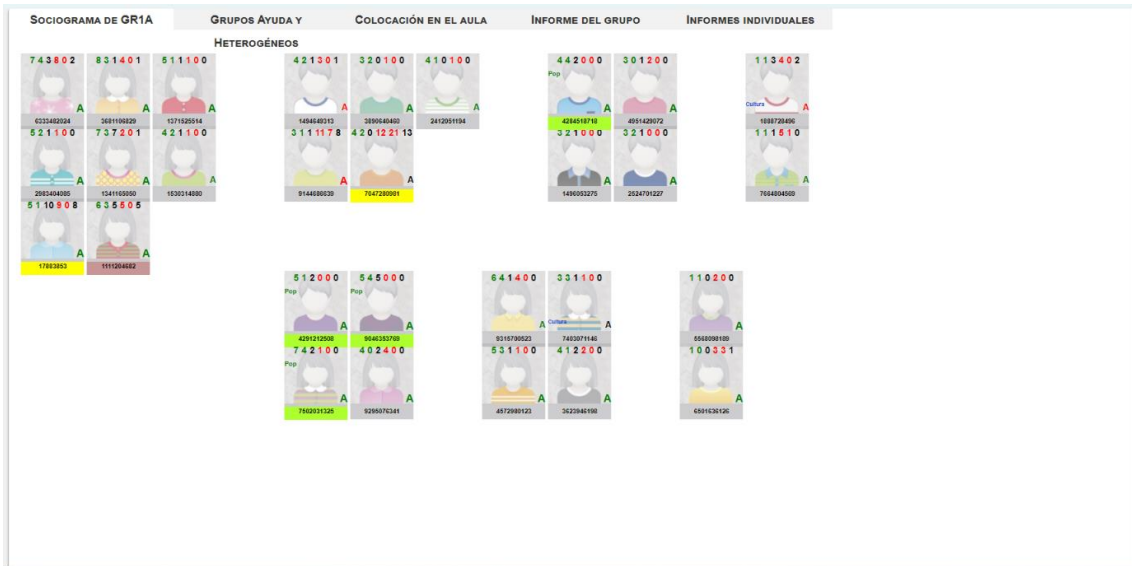 SOCIOGRAMA DE GR1A GRUPOS AYUDA Y COLOCACIÓN EN EL AULA INFORME DEL GRUPO INFORMES INDIVIDUALES
HETEROGÉNEOS
7 4 3 8 0 2 8 3 1 4 0 1 5 1 1 1 0 0 4 2 1 3 0 1 3 2 0 1 0 0 4 1 0 1 0 0 4 4 2 0 0 0 3 0 1 2 0 0 1 1 3 4 0 2
Pop
Cultura
A A A A A A A A A
6333482024 3681106829 1371525514 1494648313 3890640460 2412051194 4284518718 4951429072 1888728496
5 2 1 1 0 0 7 3 7 2 0 1 4 2 1 1 0 0 3 1 1 11 7 8 4 2 0 12 21 13 3 2 1 0 0 0 3 2 1 0 0 0 1 1 1 5 1 0
A A A A A A A A
2983404085 1341165050 1530314880 9144686639 7647280981 1496053275 2524701227 7664804569
5 1 10 9 0 8 6 3 5 5 0 5
A A
17883853 1111204682
5 1 2 0 0 0 5 4 5 0 0 0 6 4 1 4 0 0 3 3 1 1 0 0 1 1 0 2 0 0
Pop Pop
Cultura
A A A A A
4291212508 9846353769 9315700523 7403071146 5568098189
7 4 2 1 0 0 4 0 2 4 0 0 5 3 1 1 0 0 4 1 2 2 0 0 1 0 0 3 3 1
Pop
A A A A A
7502031325 9295076341 4572980123 3623946198 6501636126